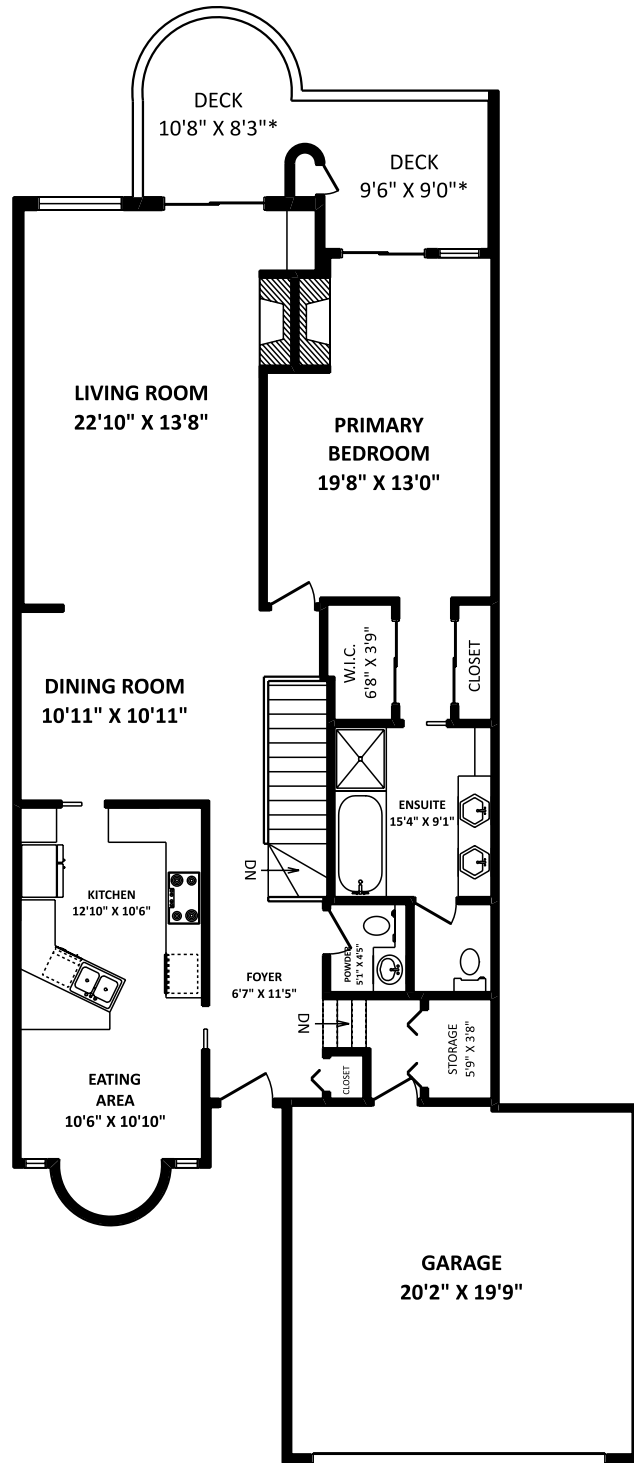 DECK
10'8" X 8'3"*
DECK
9'6" X 9'0"*
LIVING ROOM
22'10" X 13'8"
PRIMARY
BEDROOM
19'8" X 13'0"
W.I.C.
6'8" X 3'9"
CLOSET
DINING ROOM
10'11" X 10'11"
ENSUITE
15'4" X 9'1"
DN
KITCHEN
12'10" X 10'6"
POWDER
5'1" X 4'5"
FOYER
6'7" X 11'5"
DN
STORAGE
5'9" X 3'8"
CLOSET
EATING
AREA
10'6" X 10'10"
GARAGE
20'2" X 19'9"